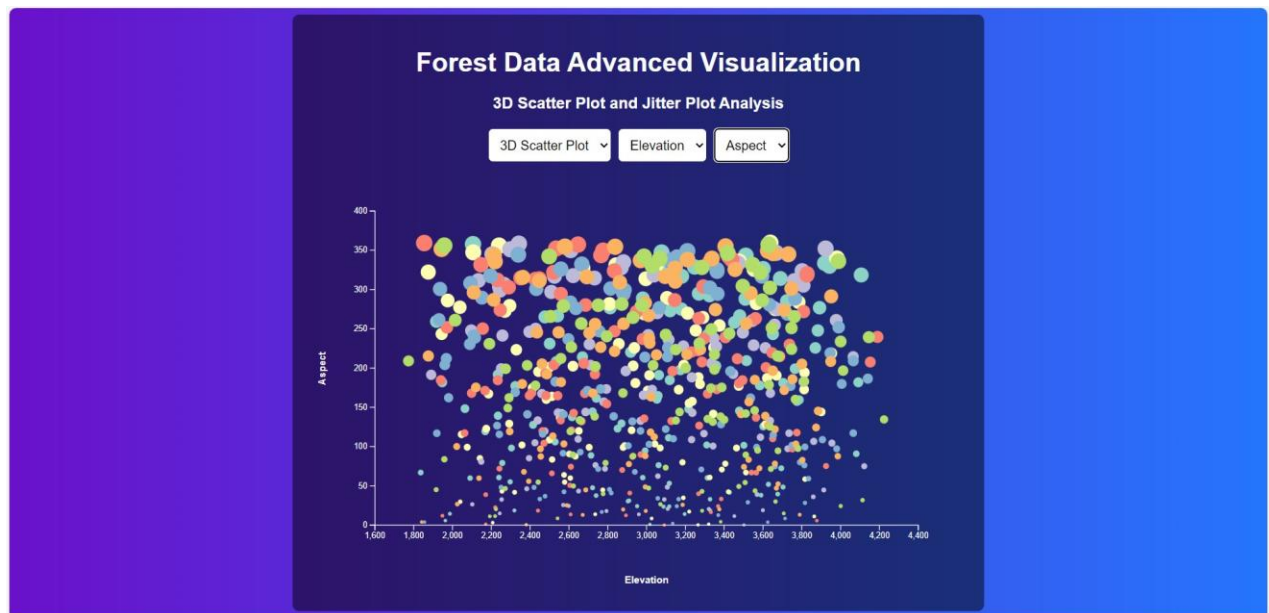 Forest Data Advanced Visualization
3D Scatter Plot and Jitter Plot Analysis
3D Scatter Plot Elevation Aspect
400
350
300
250
200
150
100
50
0
Aspect
1,600 1,800 2,000 2,200 2,400 2,600 2,800 3,000 3,200 3,400 3,600 3,800 4,000 4,200 4,400
Elevation